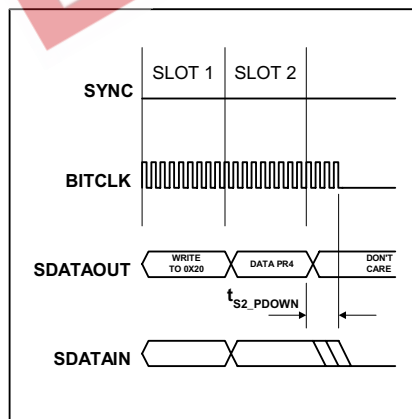 SLOT 1 SLOT 2
SYNC
BITCLK
SDATAOUT
WRITE
TO 0X20
DATA PR4
DON'T
CARE
tS2_PDOWN
SDATAIN